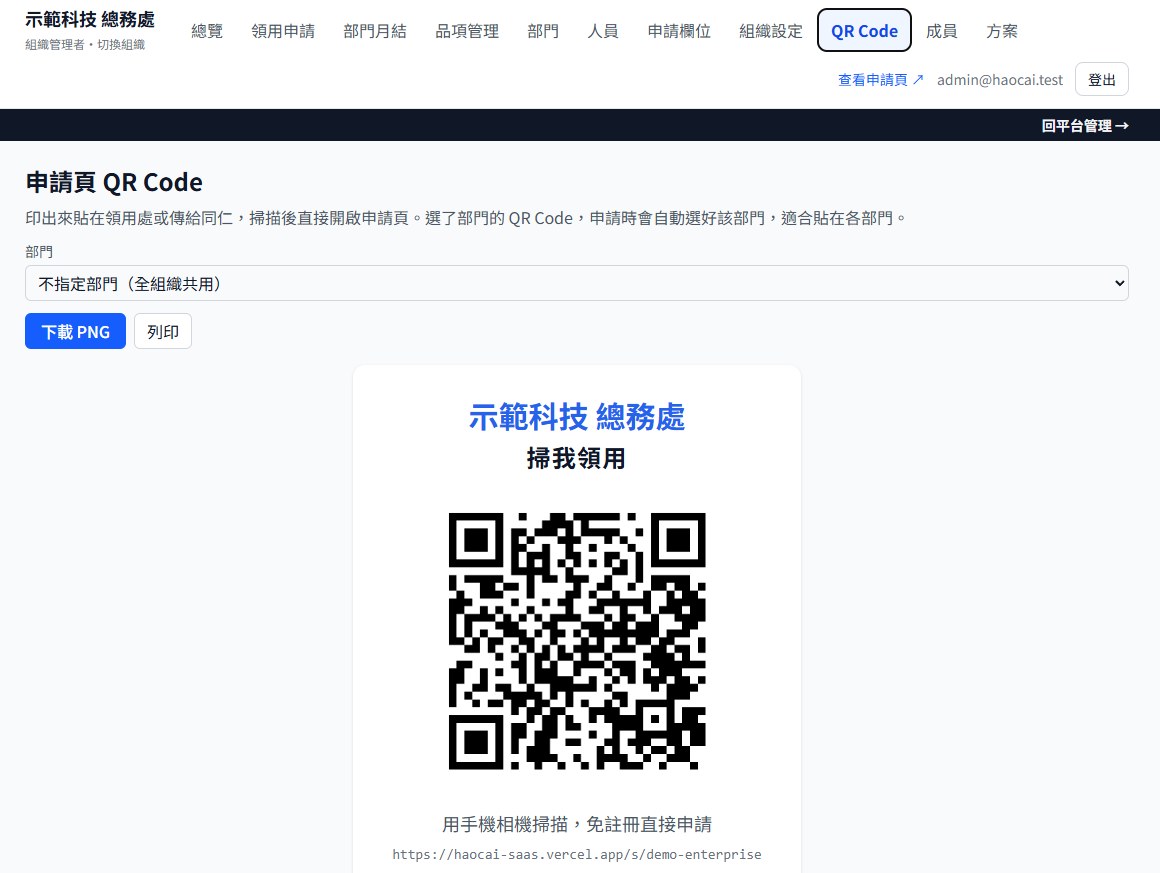 示範科技 總務處
組織管理者・切換組織
總覽 領用申請 部門月結 品項管理 部門 人員 申請欄位 組織設定 QR Code 成員 方案
查看申請頁 ↗ admin@haocai.test 登出
回平台管理 →
申請頁 QR Code
印出來貼在領用處或傳給同仁，掃描後直接開啟申請頁。選了部門的 QR Code，申請時會自動選好該部門，適合貼在各部門。
部門
不指定部門（全組織共用）
下載 PNG 列印
示範科技 總務處
掃我領用
用手機相機掃描，免註冊直接申請
https://haocai-saas.vercel.app/s/demo-enterprise